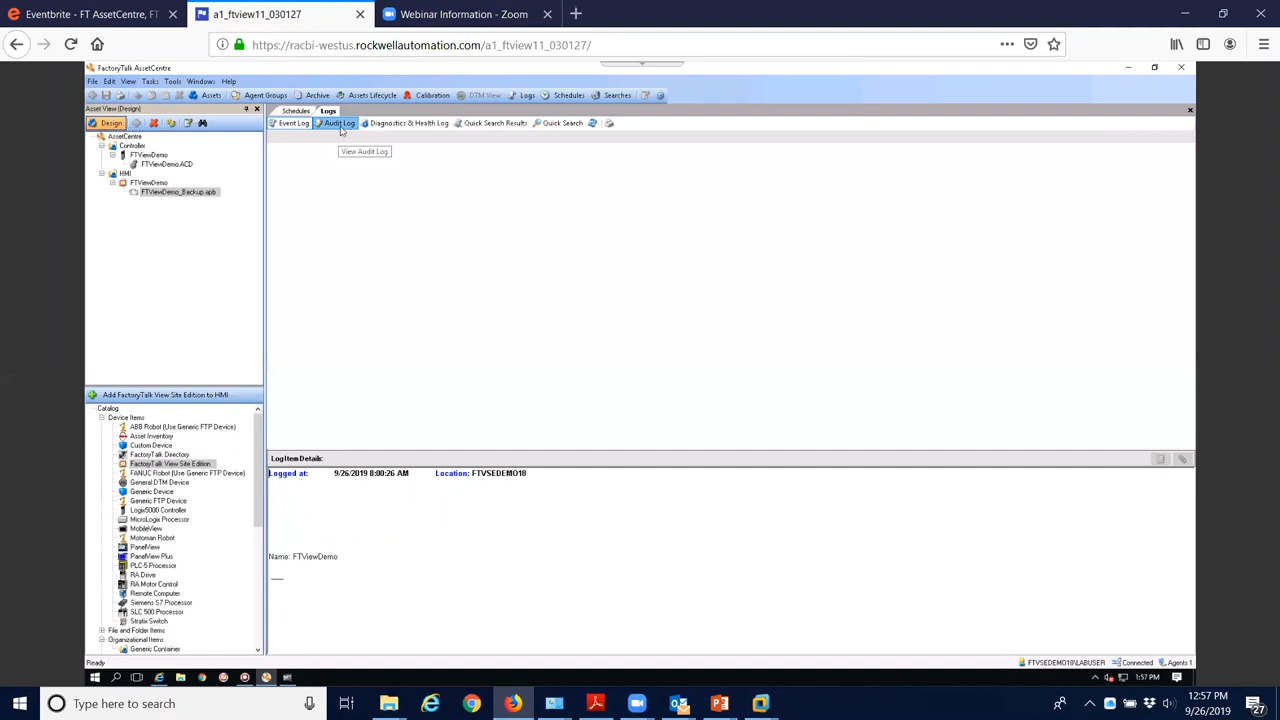 Eventbrite - FT AssetCentre, FT
a1_ftview11_030127
Webinar Information - Zoom
https://racbi-westus.rockwellautomation.com/a1_ftview11_030127/
FactoryTalk AssetCentre
File Edit View Tasks Tools Windows Help
Assets Agent Groups Archive Assets Lifecycle Calibration DTM View Logs Schedules Searches
Asset View (Design)
Schedules Logs
Design
Event Log Audit Log Diagnostics & Health Log Quick Search Results Quick Search
View Audit Log
AssetCentre
Controller
FTViewDemo
FTViewDemo.ACD
HMI
FTViewDemo
FTViewDemo_Backup.apb
Add FactoryTalk View Site Edition to HMI
Catalog
Device Items
ABB Robot (Use Generic FTP Device)
Asset Inventory
Custom Device
FactoryTalk Directory
FactoryTalk View Site Edition
FANUC Robot (Use Generic FTP Device)
General DTM Device
Generic Device
Generic FTP Device
Logix5000 Controller
MicroLogix Processor
MobileView
Motoman Robot
PanelView
PanelView Plus
PLC-5 Processor
RA Drive
RA Motor Control
Remote Computer
Siemens S7 Processor
SLC 500 Processor
Stratix Switch
File and Folder Items
Organizational Items
Generic Container
Log Item Details:
Logged at: 9/26/2019 8:00:26 AM Location: FTVSEDEMO18
Name: FTViewDemo
Ready
FTVSEDEMO18\LABUSER Connected Agents 1
1:57 PM
Type here to search
12:57 PM
9/26/2019
27